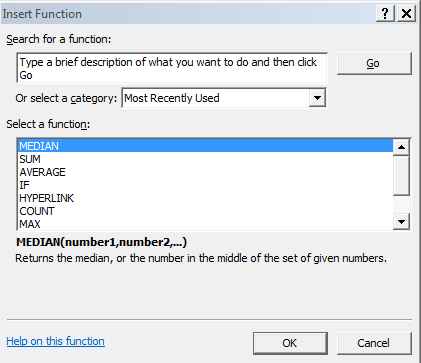 Insert Function
Search for a function:
Type a brief description of what you want to do and then click
Go
Go
Or select a category: Most Recently Used
Select a function:
MEDIAN
SUM
AVERAGE
IF
HYPERLINK
COUNT
MAX
MEDIAN(number1,number2,...)
Returns the median, or the number in the middle of the set of given numbers.
Help on this function
OK
Cancel